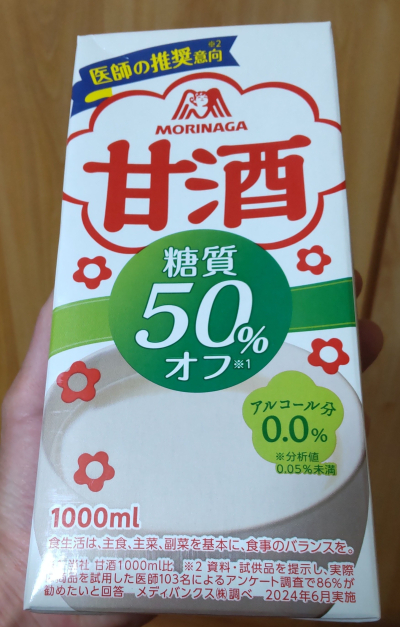 医師の推奨意向※2
MORINAGA
甘酒
糖質
50%
オフ※1
アルコール分
0.0%
※分析値
0.05%未満
1000ml
食生活は、主食、主菜、副菜を基本に、食事のバランスを。
当社 甘酒1000ml比 ※2 資料・試供品を提示し、実際
商品を試用した医師103名によるアンケート調査で86%が
勧めたいと回答 メディバンクス㈱調べ 2024年6月実施